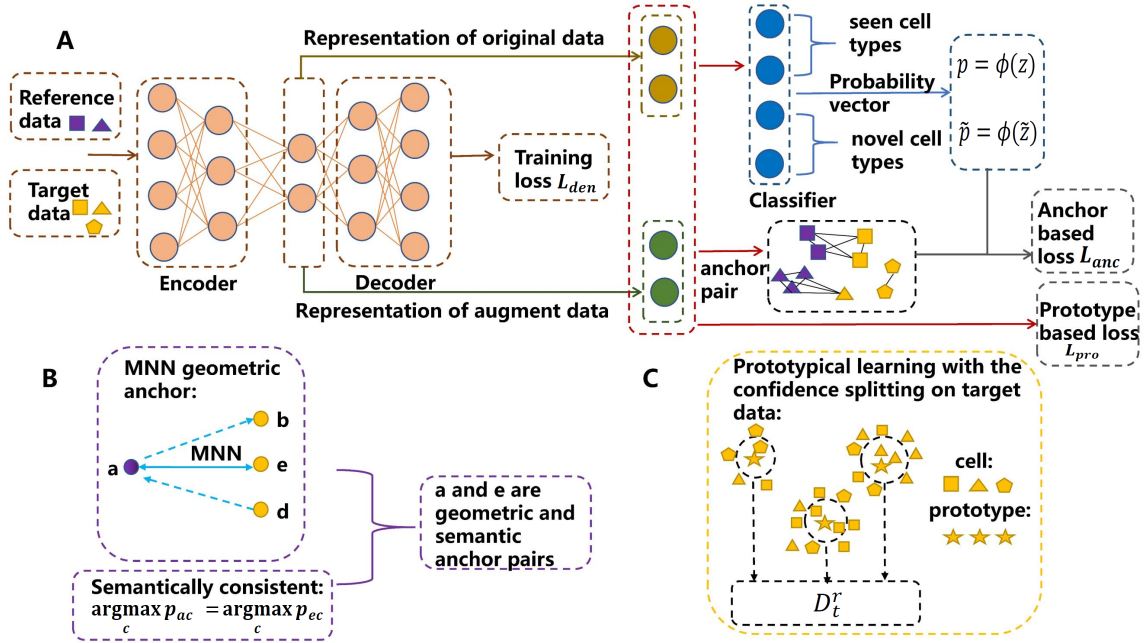 A
Representation of original data
Reference
data
Target
data
Encoder
Decoder
Training
loss L_den
Representation of augment data
seen cell
types
Probability
vector
novel cell
types
Classifier
p = ϕ(z)
p̃ = ϕ(z̃)
anchor
pair
Anchor
based
loss L_anc
Prototype
based loss
L_pro
B
MNN geometric
anchor:
a
MNN
b
e
d
Semantically consistent:
argmax p_ac = argmax p_ec
c c
a and e are
geometric and
semantic
anchor pairs
C
Prototypical learning with the
confidence splitting on target
data:
cell:
prototype:
D_t^r